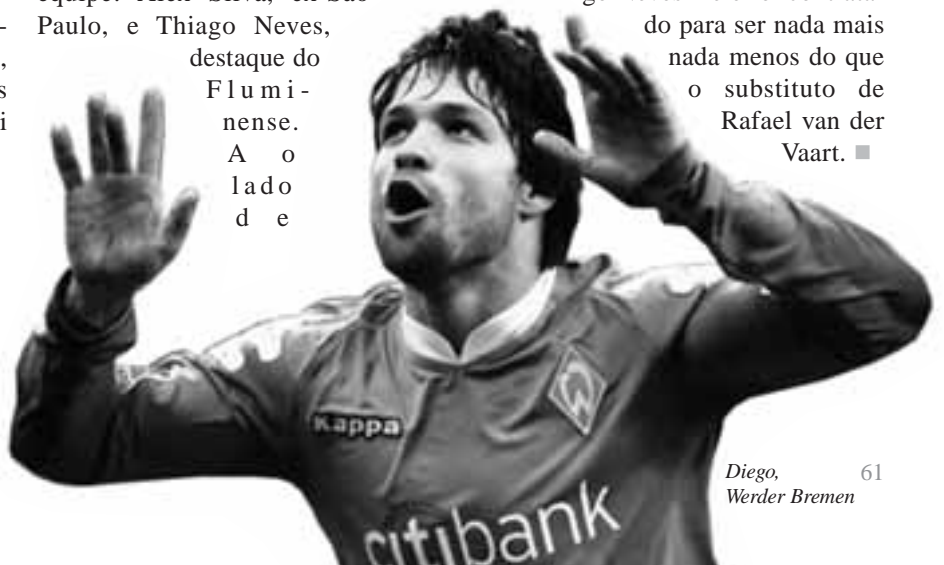 Paulo, e Thiago Neves,
destaque do
Flumi-
nense.
A o
lado
d e
-
,
s
i
do para ser nada mais
nada menos do que
o substituto de
Rafael van der
Vaart. ■
Kappa
citibank
Diego,
Werder Bremen
61